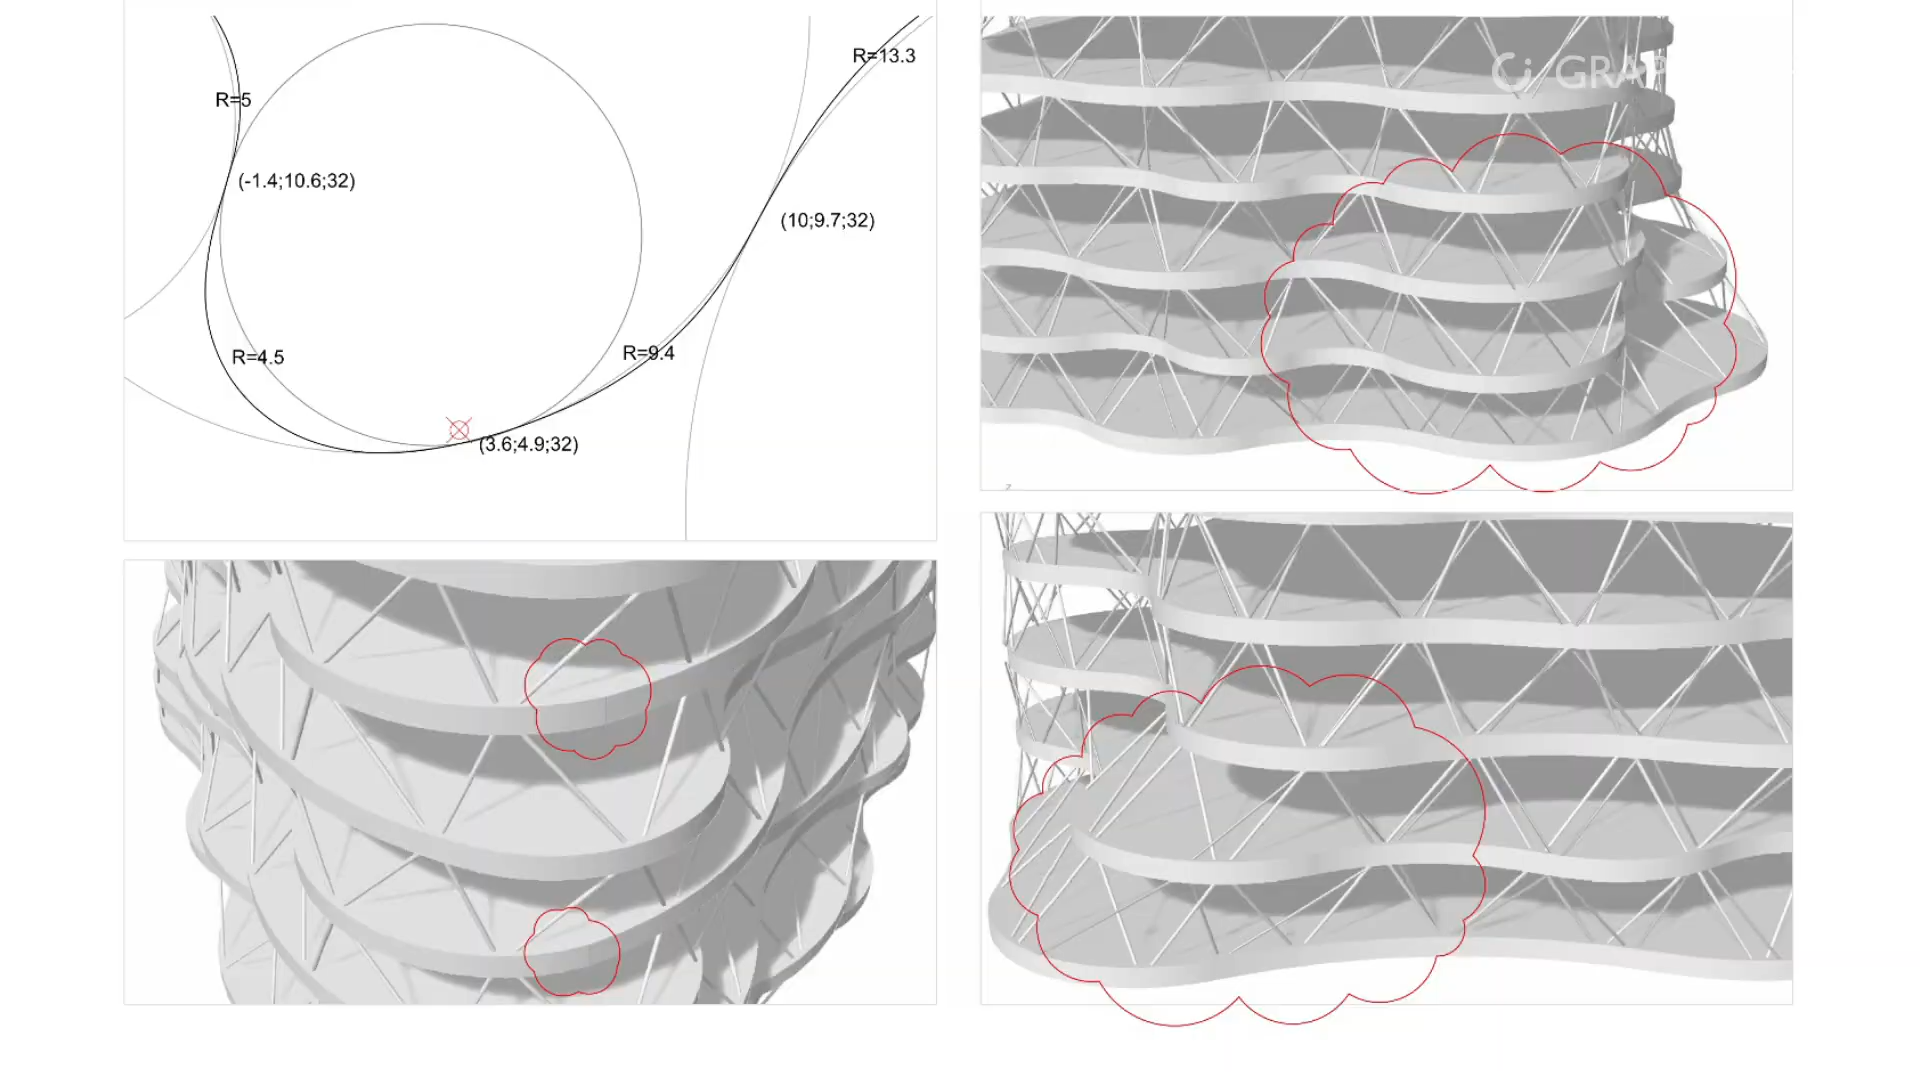 R=13.3
R=5
(-1.4;10.6;32)
(10;9.7;32)
R=4.5
R=9.4
(3.6;4.9;32)
GRAP
z